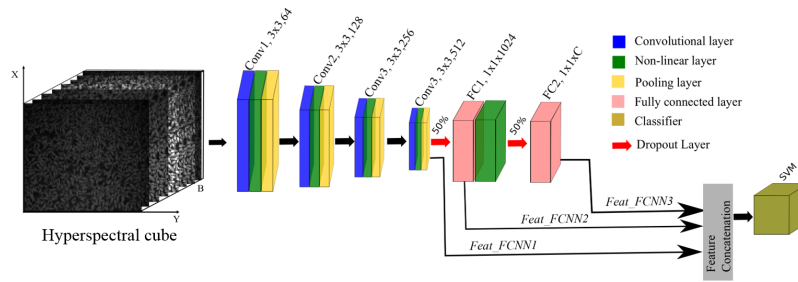 X
B
Y
Hyperspectral cube
Conv1, 3x3,64
Conv2, 3x3,128
Conv3, 3x3,256
Conv3, 3x3,512
50%
FC1, 1x1x1024
50%
FC2, 1x1xC
Convolutional layer
Non-linear layer
Pooling layer
Fully connected layer
Classifier
Dropout Layer
Feat_FCNN3
Feat_FCNN2
Feat_FCNN1
Feature
Concatenation
SVM